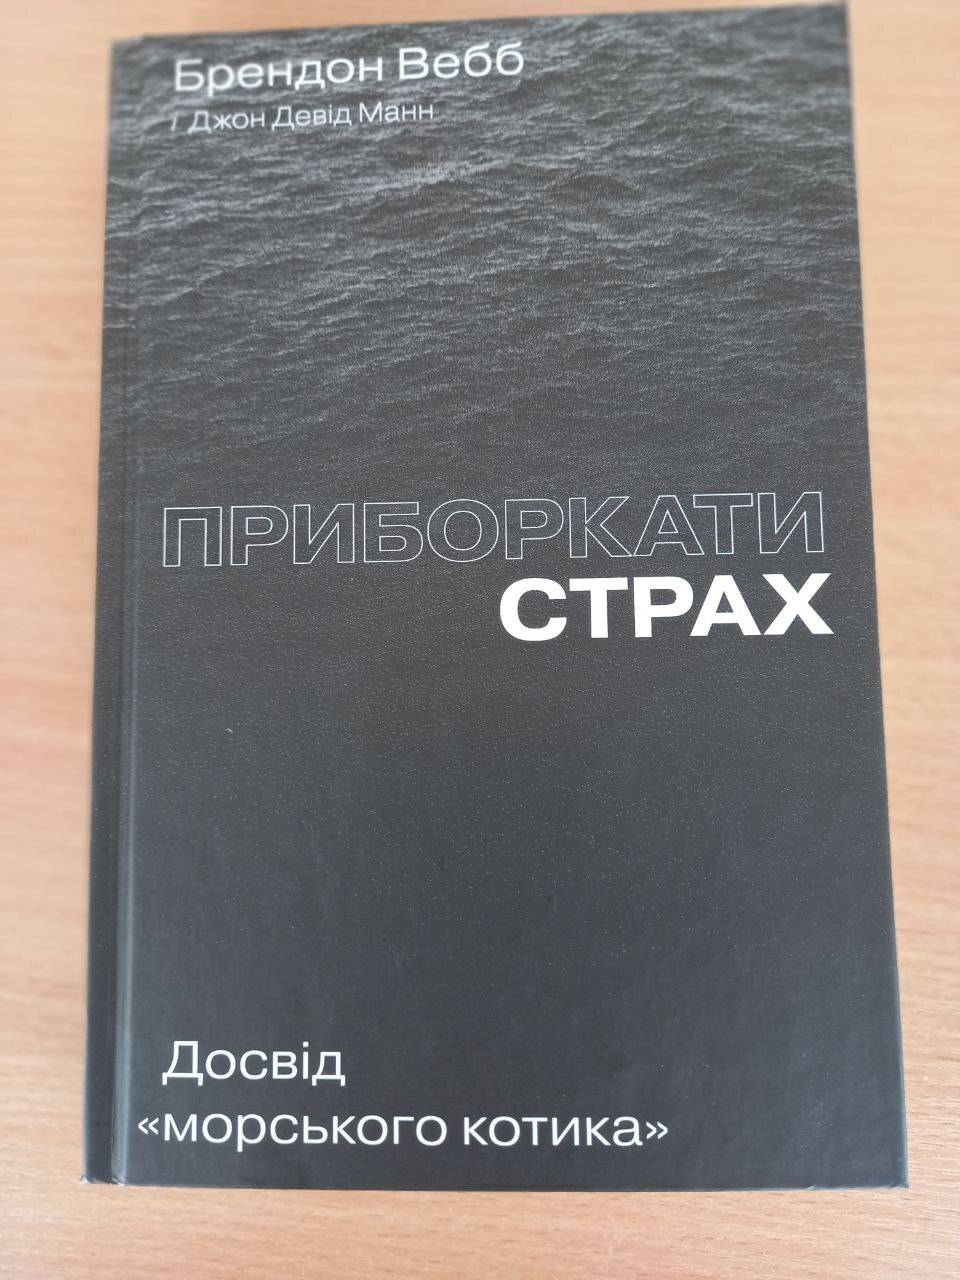 Брендон Вебб
/ Джон Девід Манн
ПРИБОРКАТИ
СТРАХ
Досвід
«морського котика»